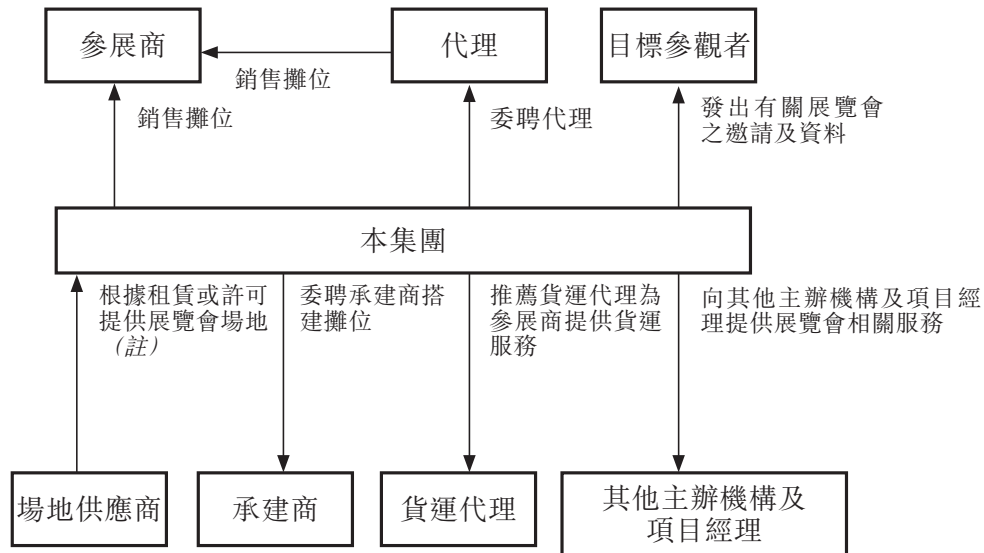 參展商
代理
目標參觀者
銷售攤位
銷售攤位
委聘代理
發出有關展覽會
之邀請及資料
本集團
根據租賃或許可
提供展覽會場地
（註）
委聘承建商搭
建攤位
推薦貨運代理為
參展商提供貨運
服務
向其他主辦機構及項目經
理提供展覽會相關服務
場地供應商
承建商
貨運代理
其他主辦機構及
項目經理